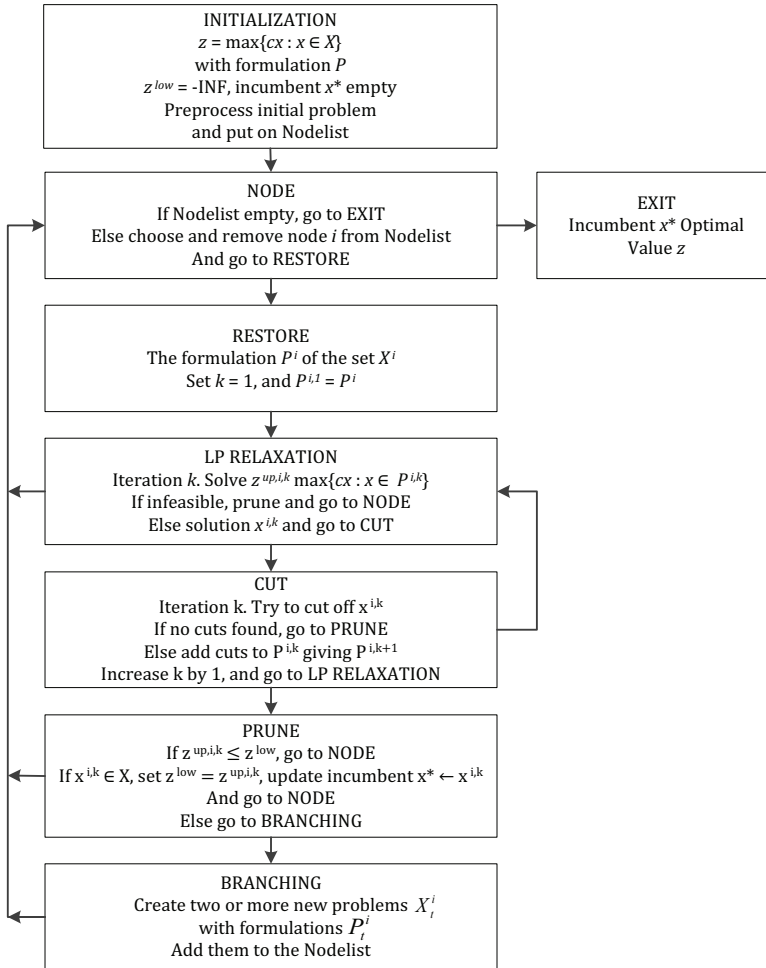 INITIALIZATION
z = max{cx : x ∈ X}
with formulation P
z^low = -INF, incumbent x* empty
Preprocess initial problem
and put on Nodelist
NODE
If Nodelist empty, go to EXIT
Else choose and remove node i from Nodelist
And go to RESTORE
EXIT
Incumbent x* Optimal
Value z
RESTORE
The formulation P^i of the set X^i
Set k = 1, and P^i,1 = P^i
LP RELAXATION
Iteration k. Solve z^up,i,k max{cx : x ∈ P^i,k}
If infeasible, prune and go to NODE
Else solution x^i,k and go to CUT
CUT
Iteration k. Try to cut off x^i,k
If no cuts found, go to PRUNE
Else add cuts to P^i,k giving P^i,k+1
Increase k by 1, and go to LP RELAXATION
PRUNE
If z^up,i,k ≤ z^low, go to NODE
If x^i,k ∈ X, set z^low = z^up,i,k, update incumbent x* ← x^i,k
And go to NODE
Else go to BRANCHING
BRANCHING
Create two or more new problems X_t^i
with formulations P_t^i
Add them to the Nodelist